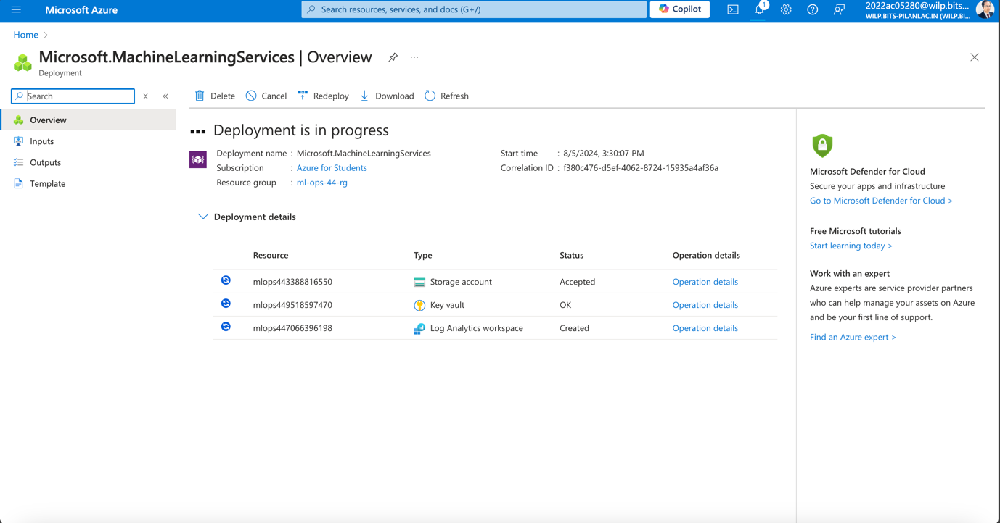 Microsoft Azure
Search resources, services, and docs (G+/)
Copilot
1
2022ac05280@wilp.bits...
WILP.BITS-PILANI.AC.IN (WILP.BI...
Home >
Microsoft.MachineLearningServices | Overview
Deployment
Search
Delete Cancel Redeploy Download Refresh
Overview
Inputs
Outputs
Template
Deployment is in progress
Deployment name : Microsoft.MachineLearningServices
Subscription : Azure for Students
Resource group : ml-ops-44-rg
Start time : 8/5/2024, 3:30:07 PM
Correlation ID : f380c476-d5ef-4062-8724-15935a4af36a
Deployment details
Resource Type Status Operation details
mlops443388816550 Storage account Accepted Operation details
mlops449518597470 Key vault OK Operation details
mlops447066396198 Log Analytics workspace Created Operation details
Microsoft Defender for Cloud
Secure your apps and infrastructure
Go to Microsoft Defender for Cloud >
Free Microsoft tutorials
Start learning today >
Work with an expert
Azure experts are service provider partners
who can help manage your assets on Azure
and be your first line of support.
Find an Azure expert >